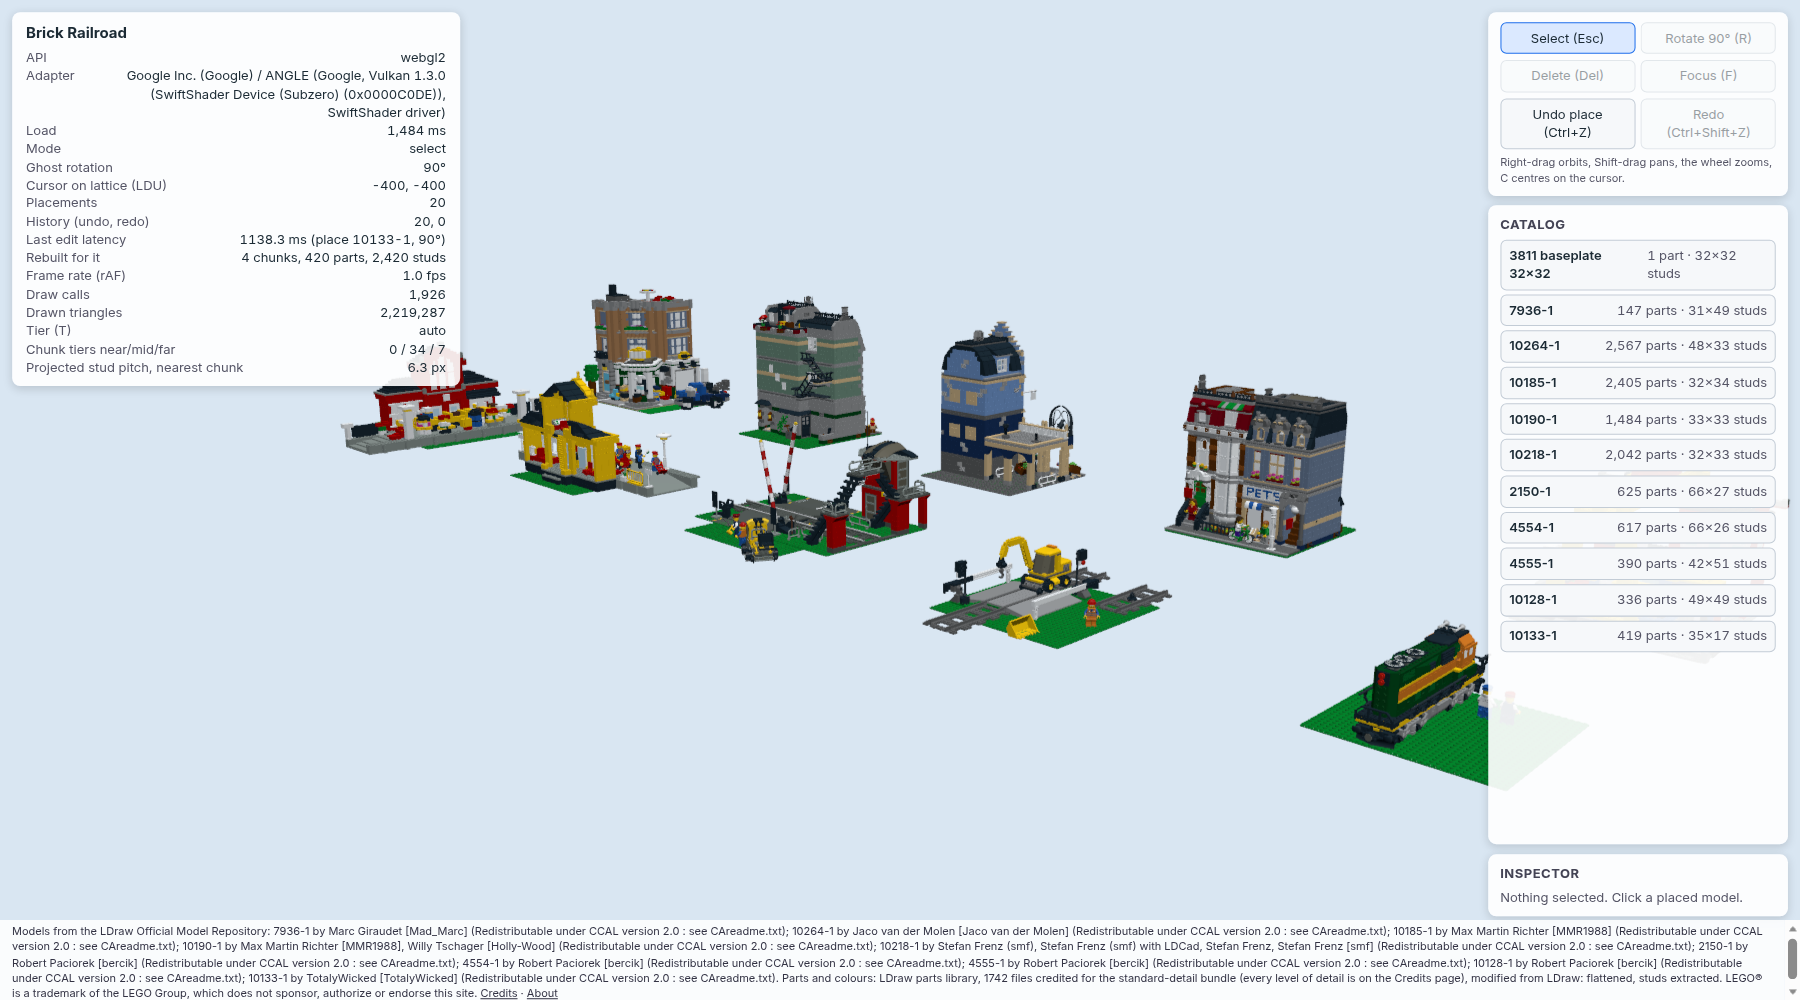 Brick Railroad
API webgl2
Adapter Google Inc. (Google) / ANGLE (Google, Vulkan 1.3.0
(SwiftShader Device (Subzero) (0x0000C0DE)),
SwiftShader driver)
Load 1,484 ms
Mode select
Ghost rotation 90°
Cursor on lattice (LDU) -400, -400
Placements 20
History (undo, redo) 20, 0
Last edit latency 1138.3 ms (place 10133-1, 90°)
Rebuilt for it 4 chunks, 420 parts, 2,420 studs
Frame rate (rAF) 1.0 fps
Draw calls 1,926
Drawn triangles 2,219,287
Tier (T) auto
Chunk tiers near/mid/far 0 / 34 / 7
Projected stud pitch, nearest chunk 6.3 px
PETS
Select (Esc) Rotate 90° (R)
Delete (Del) Focus (F)
Undo place Redo
(Ctrl+Z) (Ctrl+Shift+Z)
Right-drag orbits, Shift-drag pans, the wheel zooms,
C centres on the cursor.
CATALOG
3811 baseplate 1 part · 32×32
32×32 studs
7936-1 147 parts · 31×49 studs
10264-1 2,567 parts · 48×33 studs
10185-1 2,405 parts · 32×34 studs
10190-1 1,484 parts · 33×33 studs
10218-1 2,042 parts · 32×33 studs
2150-1 625 parts · 66×27 studs
4554-1 617 parts · 66×26 studs
4555-1 390 parts · 42×51 studs
10128-1 336 parts · 49×49 studs
10133-1 419 parts · 35×17 studs
INSPECTOR
Nothing selected. Click a placed model.
Models from the LDraw Official Model Repository: 7936-1 by Marc Giraudet [Mad_Marc] (Redistributable under CCAL version 2.0 : see CAreadme.txt); 10264-1 by Jaco van der Molen [Jaco van der Molen] (Redistributable under CCAL version 2.0 : see CAreadme.txt); 10185-1 by Max Martin Richter [MMR1988] (Redistributable under CCAL
version 2.0 : see CAreadme.txt); 10190-1 by Max Martin Richter [MMR1988], Willy Tschager [Holly-Wood] (Redistributable under CCAL version 2.0 : see CAreadme.txt); 10218-1 by Stefan Frenz (smf), Stefan Frenz (smf) with LDCad, Stefan Frenz, Stefan Frenz [smf] (Redistributable under CCAL version 2.0 : see CAreadme.txt); 2150-1 by
Robert Paciorek [bercik] (Redistributable under CCAL version 2.0 : see CAreadme.txt); 4554-1 by Robert Paciorek [bercik] (Redistributable under CCAL version 2.0 : see CAreadme.txt); 4555-1 by Robert Paciorek [bercik] (Redistributable under CCAL version 2.0 : see CAreadme.txt); 10128-1 by Robert Paciorek [bercik] (Redistributable
under CCAL version 2.0 : see CAreadme.txt); 10133-1 by TotalyWicked [TotalyWicked] (Redistributable under CCAL version 2.0 : see CAreadme.txt). Parts and colours: LDraw parts library, 1742 files credited for the standard-detail bundle (every level of detail is on the Credits page), modified from LDraw: flattened, studs extracted. LEGO®
is a trademark of the LEGO Group, which does not sponsor, authorize or endorse this site. Credits · About